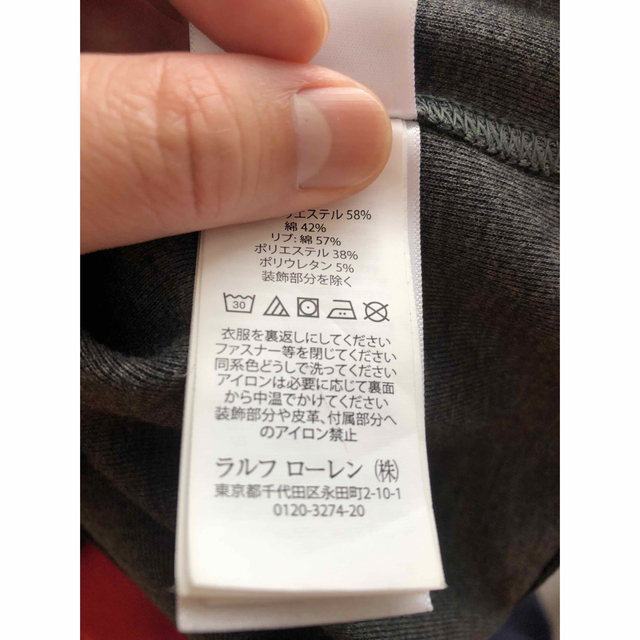 リエステル 58%
綿 42%
リブ: 綿 57%
ポリエステル 38%
ポリウレタン 5%
装飾部分を除く
30
衣服を裏返しにしてください
ファスナー等を閉じてください
同系色どうしで洗ってください
アイロンは必要に応じて裏面
から中温でかけてください
装飾部分や皮革、付属部分へ
のアイロン禁止
ラルフ ローレン（株）
東京都千代田区永田町2-10-1
0120-3274-20